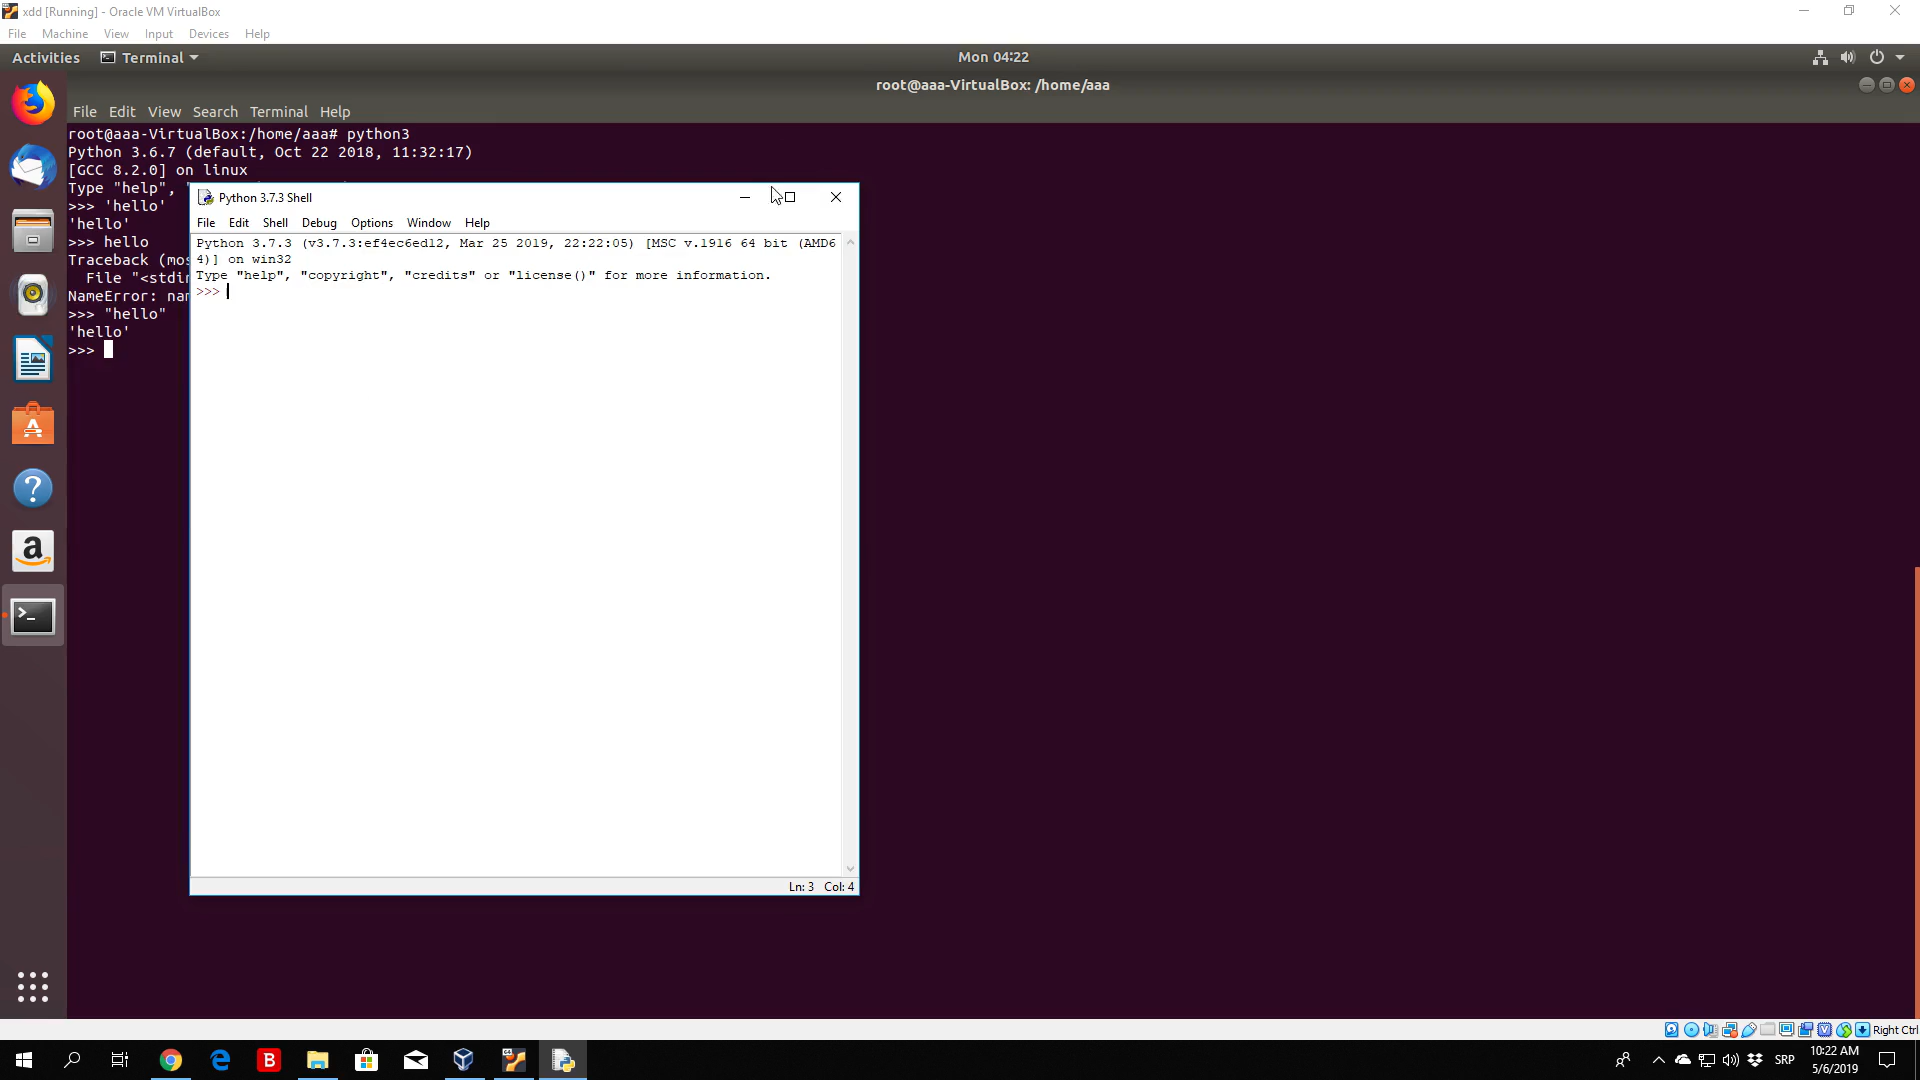 xdd [Running] - Oracle VM VirtualBox
File Machine View Input Devices Help
Activities Terminal Mon 04:22
root@aaa-VirtualBox: /home/aaa
File Edit View Search Terminal Help
root@aaa-VirtualBox:/home/aaa# python3
Python 3.6.7 (default, Oct 22 2018, 11:32:17)
[GCC 8.2.0] on linux
Type "help",
>>> 'hello'
'hello'
>>> hello
Traceback (mos
File "<stdi
NameError: nam
>>> "hello"
'hello'
>>>
Python 3.7.3 Shell
File Edit Shell Debug Options Window Help
Python 3.7.3 (v3.7.3:ef4ec6ed12, Mar 25 2019, 22:22:05) [MSC v.1916 64 bit (AMD6
4)] on win32
Type "help", "copyright", "credits" or "license()" for more information.
>>>
Ln: 3 Col: 4
Right Ctrl
SRP
10:22 AM
5/6/2019